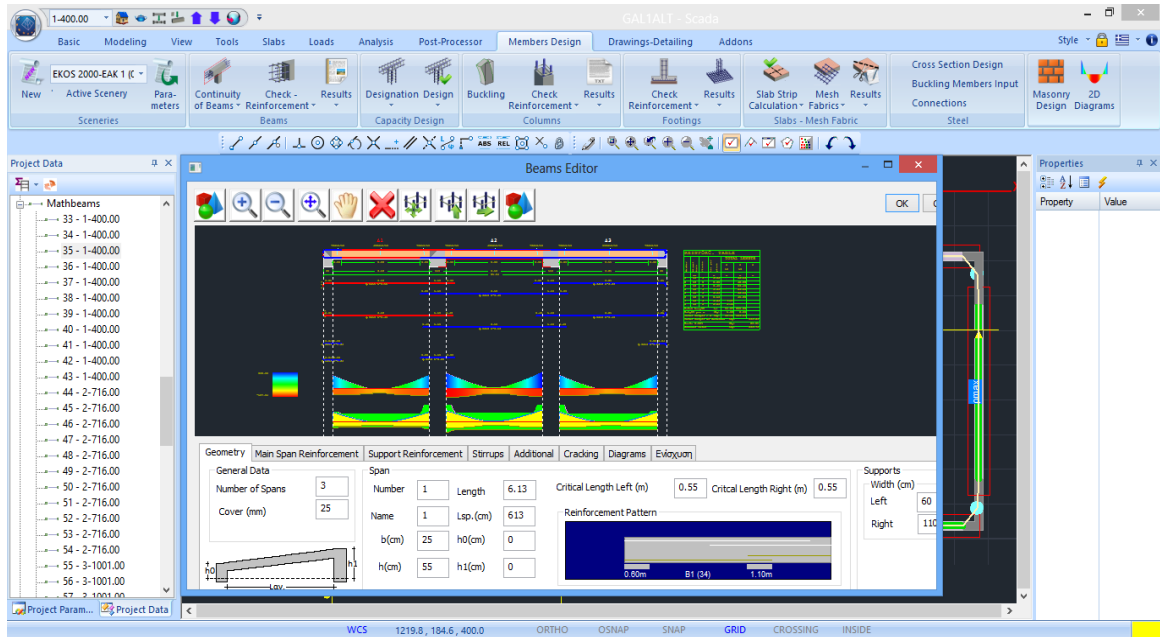 1-400.00
GAL1ALT - Scada
Basic Modeling View Tools Slabs Loads Analysis Post-Processor Members Design Drawings-Detailing Addons Style
New
EKOS 2000-EAK 1 (C
Active Scenery
Para-
meters
Sceneries
Continuity
of Beams
Check -
Reinforcement
Results
Beams
Designation
Design
Capacity Design
Buckling
Check
Reinforcement
Results
Columns
Check
Reinforcement
Results
Footings
Slab Strip
Calculation
Mesh
Fabrics
Results
Slabs - Mesh Fabric
Cross Section Design
Buckling Members Input
Connections
Steel
Masonry
Design
2D
Diagrams
ABS REL
Project Data
Mathbeams
33 - 1-400.00
34 - 1-400.00
35 - 1-400.00
36 - 1-400.00
37 - 1-400.00
38 - 1-400.00
39 - 1-400.00
40 - 1-400.00
41 - 1-400.00
42 - 1-400.00
43 - 1-400.00
44 - 2-716.00
45 - 2-716.00
46 - 2-716.00
47 - 2-716.00
48 - 2-716.00
49 - 2-716.00
50 - 2-716.00
51 - 2-716.00
52 - 2-716.00
53 - 2-716.00
54 - 2-716.00
55 - 3-1001.00
56 - 3-1001.00
57 - 3-1001.00
Project Param... Project Data
Beams Editor
OK
Geometry Main Span Reinforcement Support Reinforcement Stirrups Additional Cracking Diagrams Ενίσχυση
General Data
Number of Spans 3
Cover (mm) 25
h0
h1
Span
Number 1 Length 6.13
Name 1 Lsp.(cm) 613
b(cm) 25 h0(cm) 0
h(cm) 55 h1(cm) 0
Critcal Length Left (m) 0.55 Critcal Length Right (m) 0.55
Reinforcement Pattern
0.60m B1 (34) 1.10m
Supports
Width (cm)
Left 60
Right 110
Properties
Property Value
WCS 1219.8 , 184.6 , 400.0 ORTHO OSNAP SNAP GRID CROSSING INSIDE